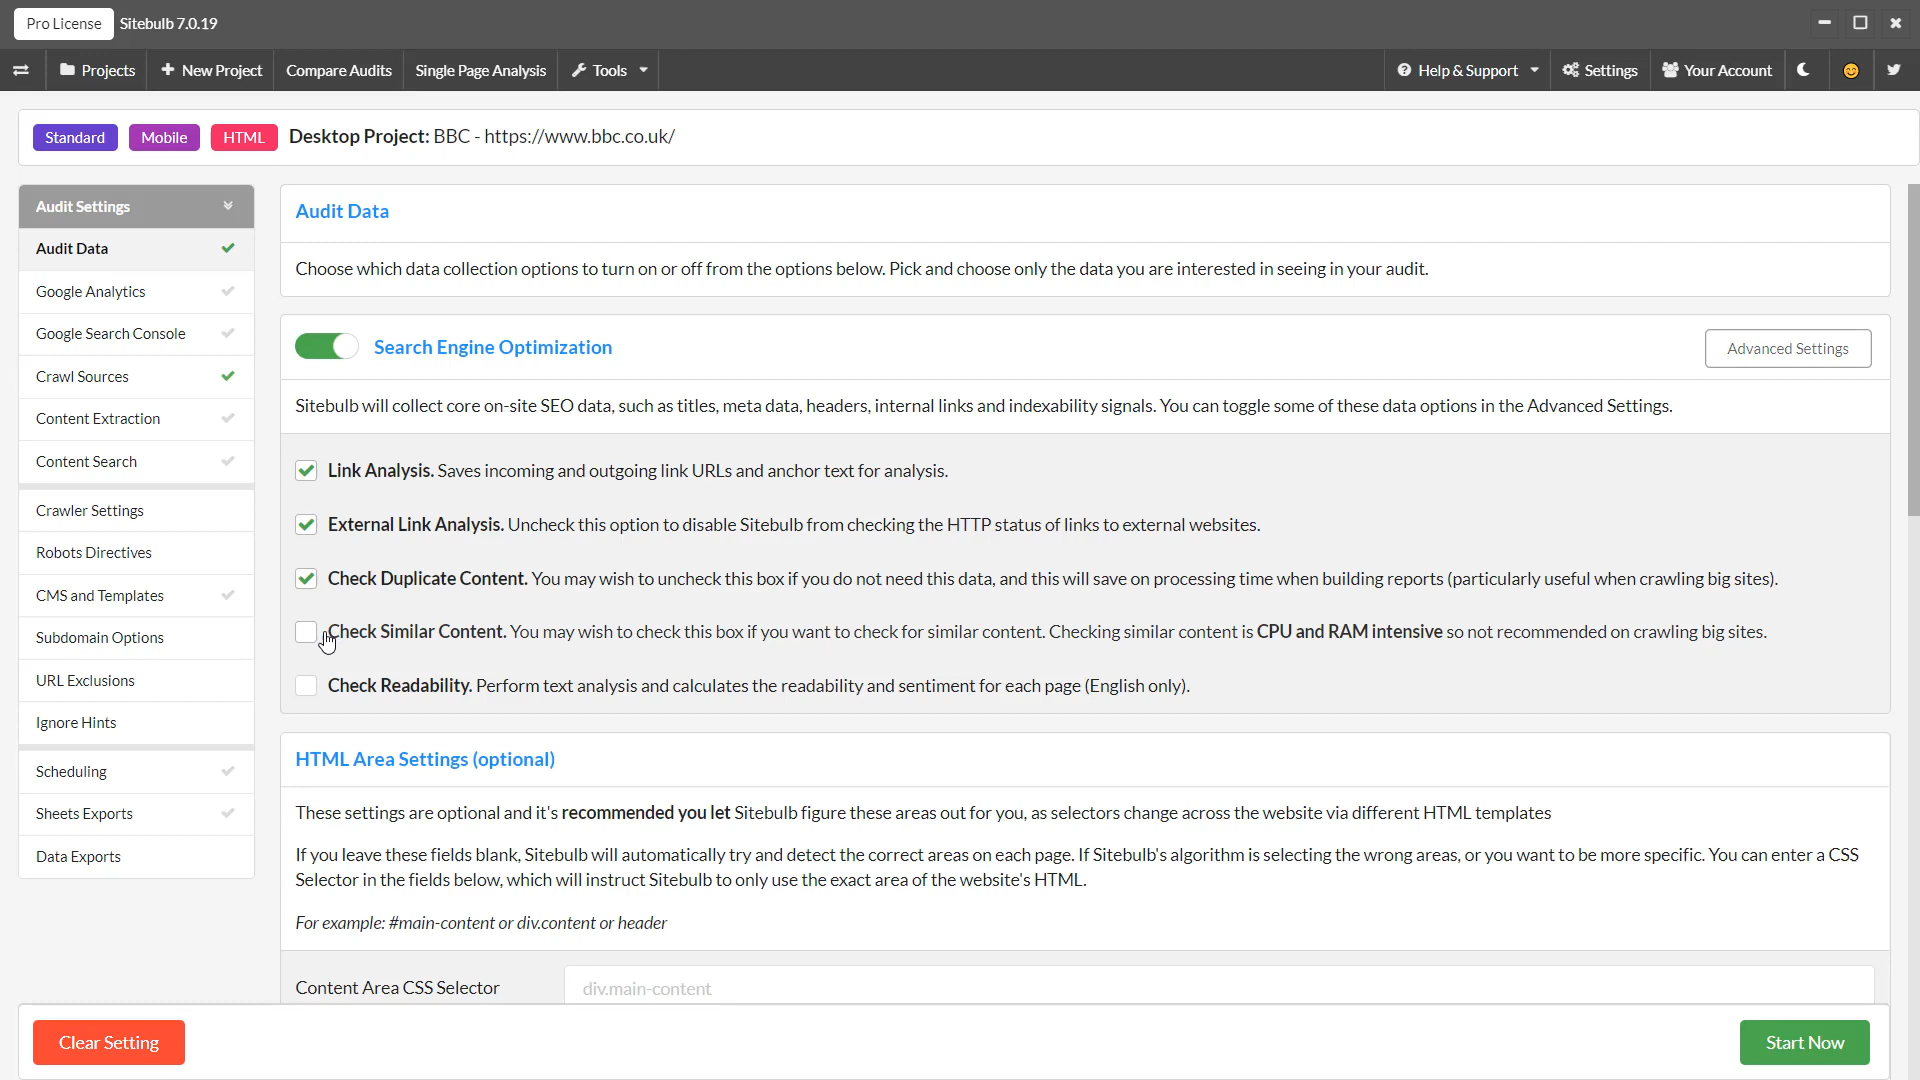 Pro License Sitebulb 7.0.19
Projects New Project Compare Audits Single Page Analysis Tools Help & Support Settings Your Account
Standard Mobile HTML Desktop Project: BBC - https://www.bbc.co.uk/
Audit Settings
Audit Data
Google Analytics
Google Search Console
Crawl Sources
Content Extraction
Content Search
Crawler Settings
Robots Directives
CMS and Templates
Subdomain Options
URL Exclusions
Ignore Hints
Scheduling
Sheets Exports
Data Exports
Audit Data
Choose which data collection options to turn on or off from the options below. Pick and choose only the data you are interested in seeing in your audit.
Search Engine Optimization
Advanced Settings
Sitebulb will collect core on-site SEO data, such as titles, meta data, headers, internal links and indexability signals. You can toggle some of these data options in the Advanced Settings.
Link Analysis. Saves incoming and outgoing link URLs and anchor text for analysis.
External Link Analysis. Uncheck this option to disable Sitebulb from checking the HTTP status of links to external websites.
Check Duplicate Content. You may wish to uncheck this box if you do not need this data, and this will save on processing time when building reports (particularly useful when crawling big sites).
Check Similar Content. You may wish to check this box if you want to check for similar content. Checking similar content is CPU and RAM intensive so not recommended on crawling big sites.
Check Readability. Perform text analysis and calculates the readability and sentiment for each page (English only).
HTML Area Settings (optional)
These settings are optional and it's recommended you let Sitebulb figure these areas out for you, as selectors change across the website via different HTML templates
If you leave these fields blank, Sitebulb will automatically try and detect the correct areas on each page. If Sitebulb's algorithm is selecting the wrong areas, or you want to be more specific. You can enter a CSS
Selector in the fields below, which will instruct Sitebulb to only use the exact area of the website's HTML.
For example: #main-content or div.content or header
Content Area CSS Selector div.main-content
Clear Setting
Start Now